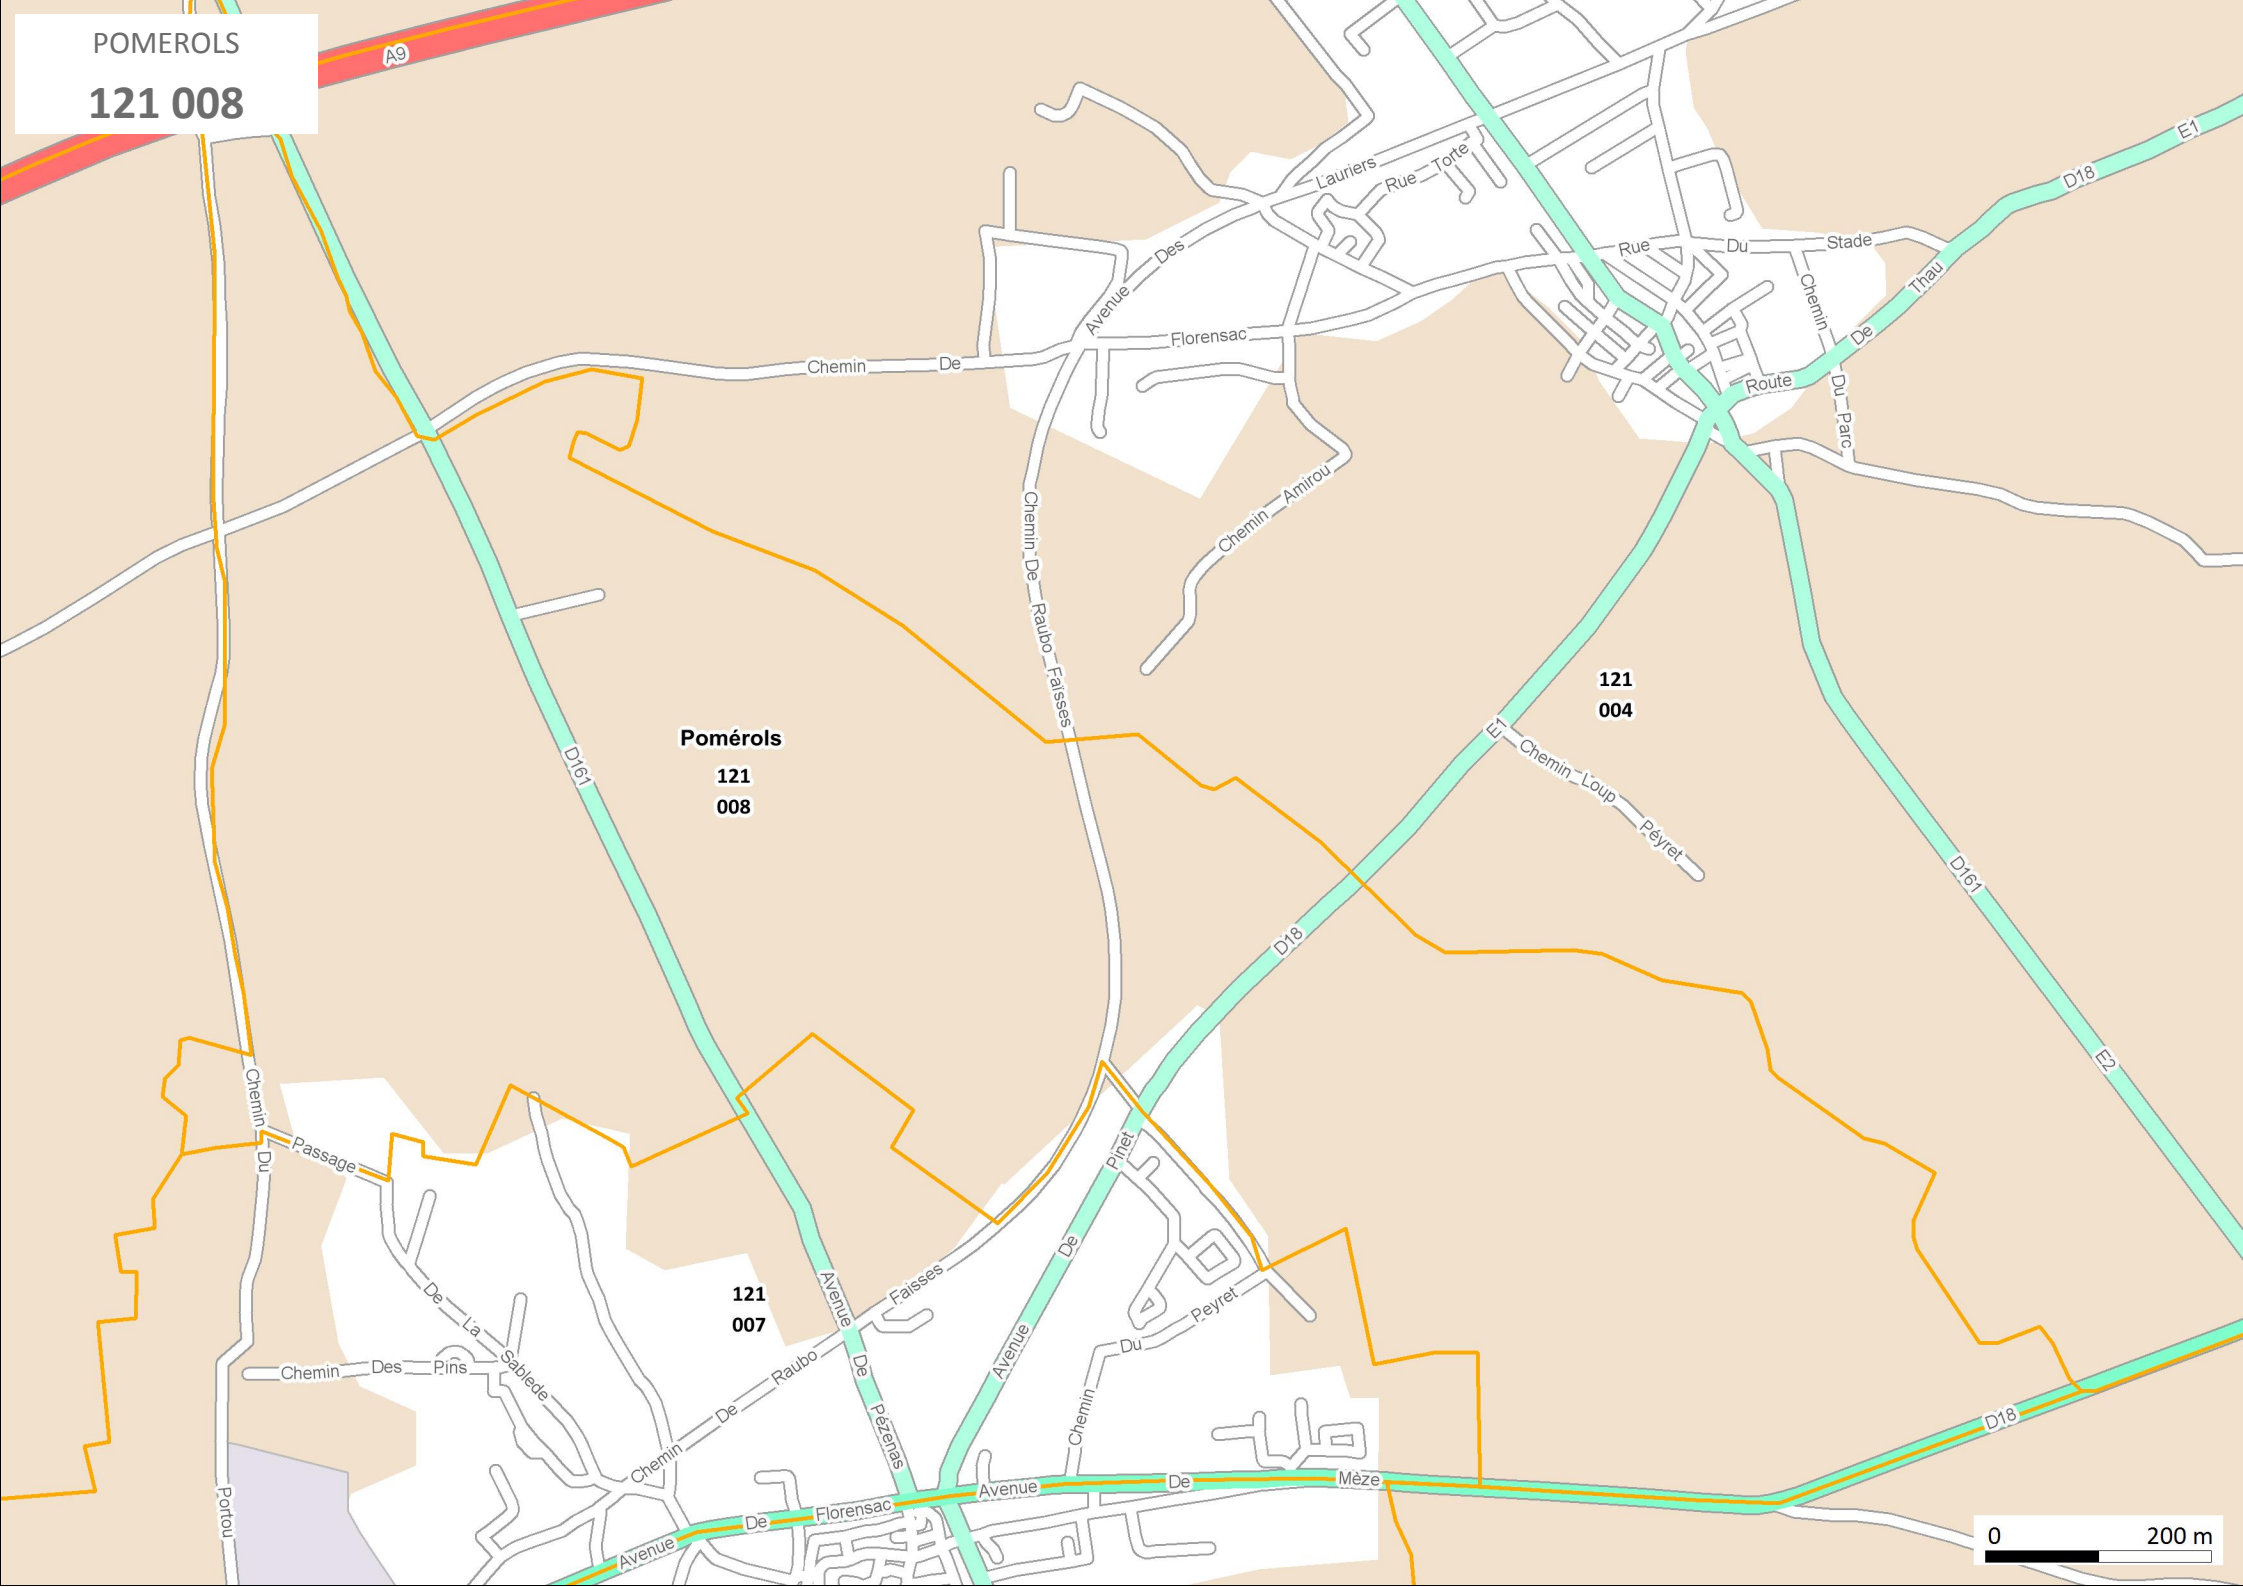 POMEROLS
121 008
A9
E1
D18
Lauriers
Rue Torte
Avenue Des
Rue Du Stade
Thau
De
Route
Chemin Du Parc
Chemin De Florensac
Chemin Amirou
Chemin De Raubo Faïsses
121
004
E1
Chemin Loup Péyret
Pomérols
121
008
D161
D161
D18
E2
Chemin Du Portou
Passage De La Sablede
Pinet
De
Avenue
121
007
Avenue De Pézenas
Faisses
Raubo
De
Chemin
Peyret
Du
Chemin
Chemin Des Pins
D18
Avenue De Mèze
Avenue De Florensac
0 200 m